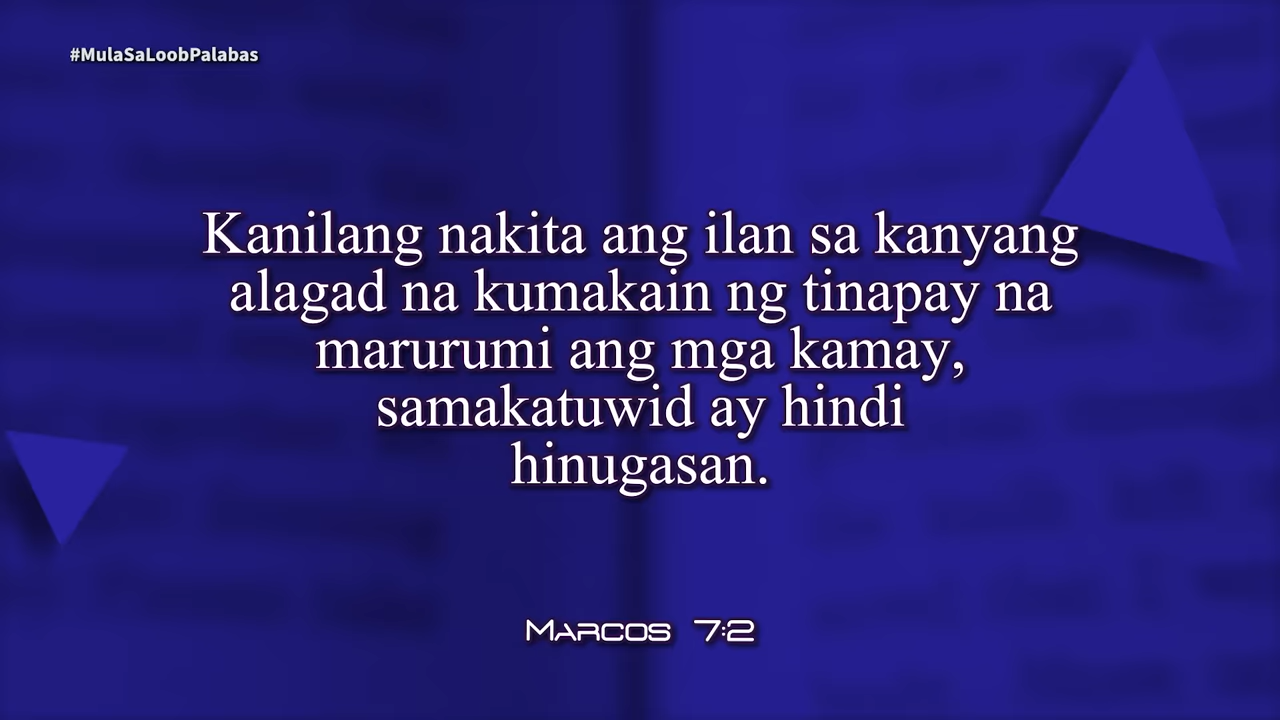 #MulaSaLoobPalabas
Kanilang nakita ang ilan sa kanyang
alagad na kumakain ng tinapay na
marurumi ang mga kamay,
samakatuwid ay hindi
hinugasan.
Marcos 7:2